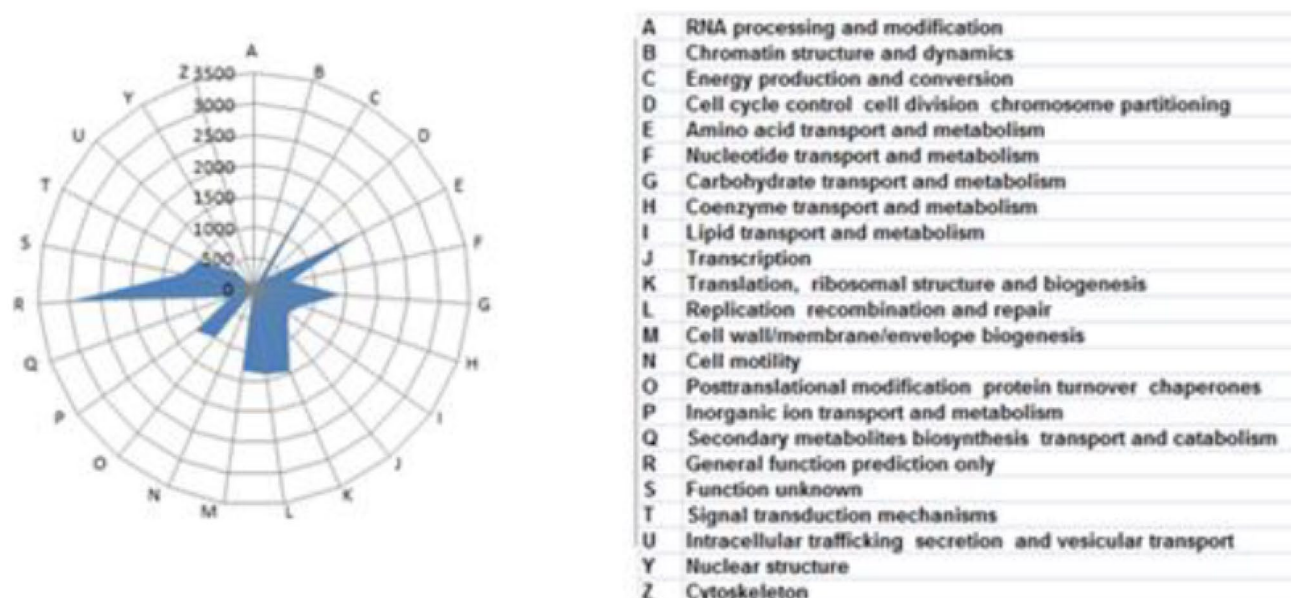 A
Z 3500 B
Y 3000 C
U 2500 D
2000
T 1500 E
1000
S 500 F
R 0 G
Q H
P I
O J
N K
M L
A RNA processing and modification
B Chromatin structure and dynamics
C Energy production and conversion
D Cell cycle control cell division chromosome partitioning
E Amino acid transport and metabolism
F Nucleotide transport and metabolism
G Carbohydrate transport and metabolism
H Coenzyme transport and metabolism
I Lipid transport and metabolism
J Transcription
K Translation, ribosomal structure and biogenesis
L Replication recombination and repair
M Cell wall/membrane/envelope biogenesis
N Cell motility
O Posttranslational modification protein turnover chaperones
P Inorganic ion transport and metabolism
Q Secondary metabolites biosynthesis transport and catabolism
R General function prediction only
S Function unknown
T Signal transduction mechanisms
U Intracellular trafficking secretion and vesicular transport
Y Nuclear structure
Z Cytoskeleton